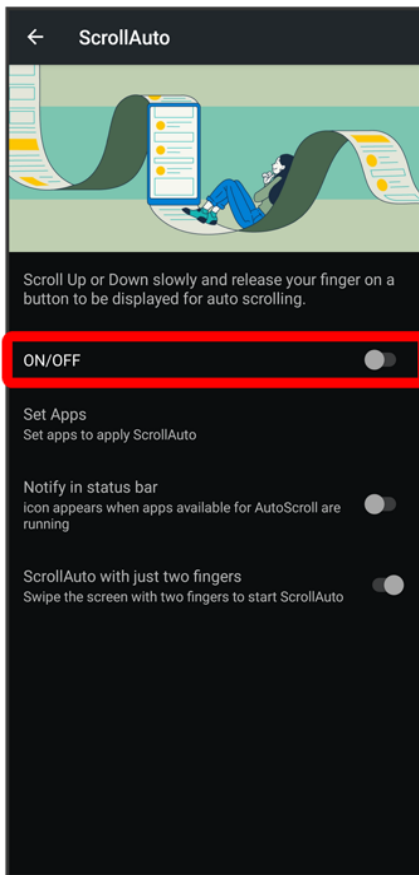 ScrollAuto
Scroll Up or Down slowly and release your finger on a
button to be displayed for auto scrolling.
ON/OFF
Set Apps
Set apps to apply ScrollAuto
Notify in status bar
icon appears when apps available for AutoScroll are
running
ScrollAuto with just two fingers
Swipe the screen with two fingers to start ScrollAuto